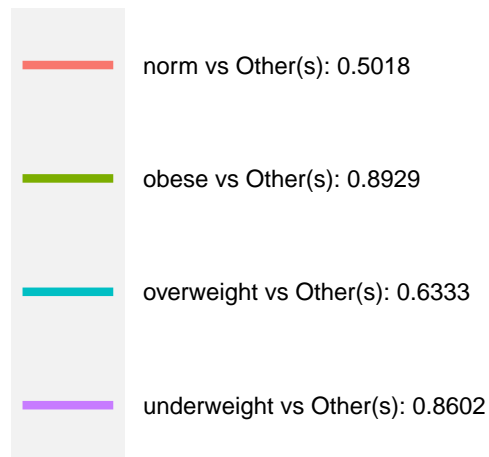 norm vs Other(s): 0.5018
obese vs Other(s): 0.8929
overweight vs Other(s): 0.6333
underweight vs Other(s): 0.8602